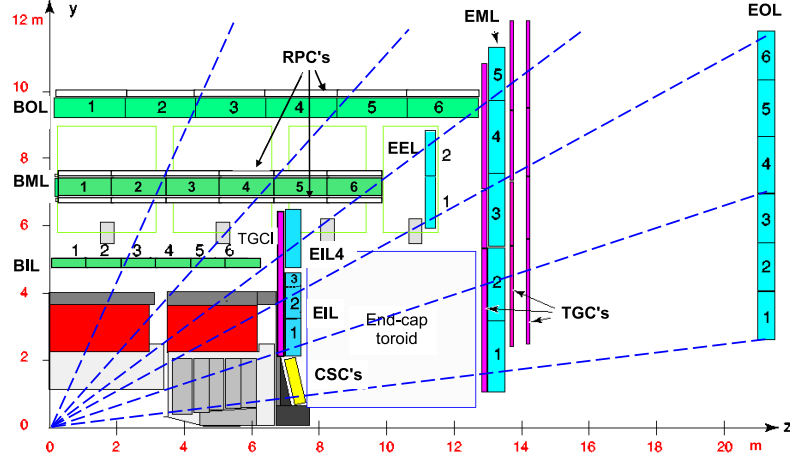 12 m
y
EML
EOL
RPC's
10
BOL
1 2 3 4 5 6
5
6
5
EEL
2
8
4
4
BML
1 2 3 4 5 6
1
6
TGCI
3
3
BIL
1 2 3 4 5 6
EIL4
2
2
3
4
2
EIL
End-cap
toroid
TGC's
1
1
1
2
CSC's
0
z
0 2 4 6 8 10 12 14 16 18 20 m